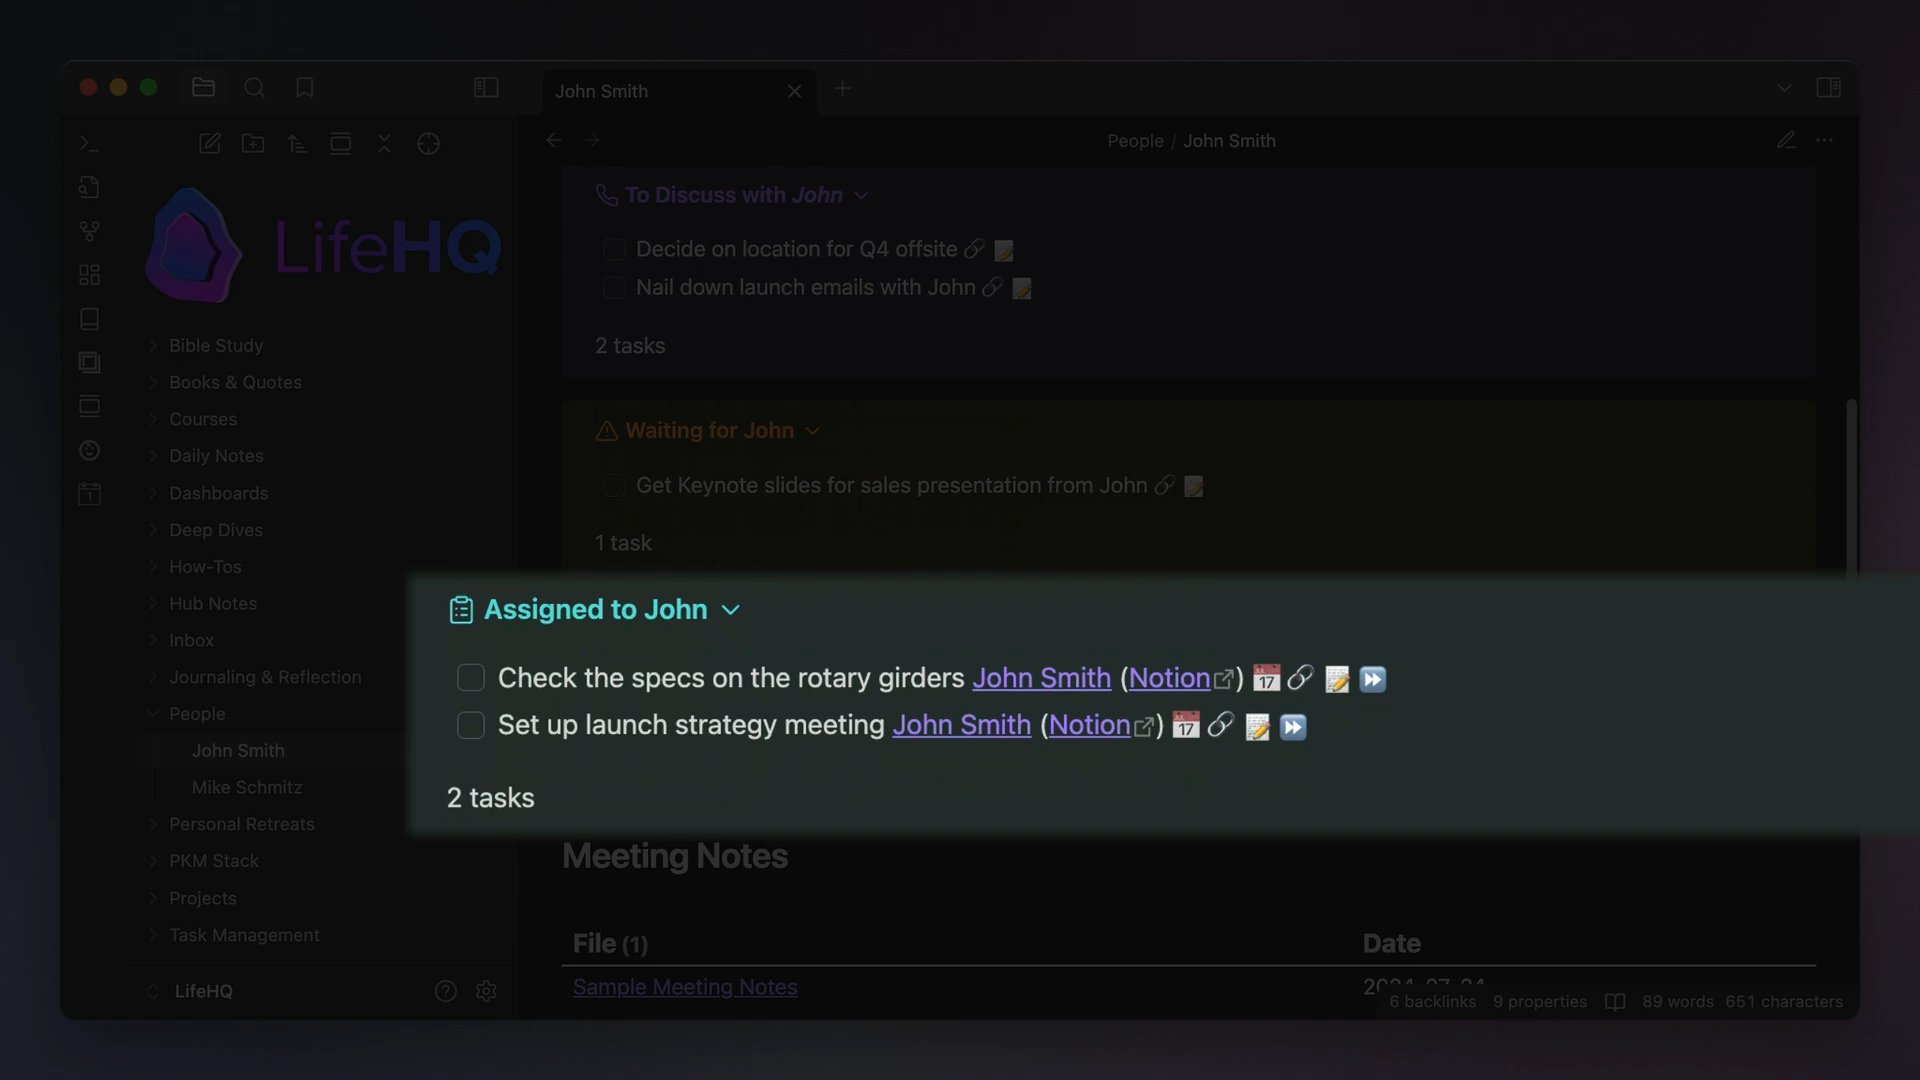 John Smith
People / John Smith
LifeHQ
Bible Study
Books & Quotes
Courses
Daily Notes
Dashboards
Deep Dives
How-Tos
Hub Notes
Inbox
Journaling & Reflection
People
John Smith
Mike Schmitz
Personal Retreats
PKM Stack
Projects
Task Management
LifeHQ
To Discuss with John
Decide on location for Q4 offsite 🔗 📝
Nail down launch emails with John 🔗 📝
2 tasks
Waiting for John
Get Keynote slides for sales presentation from John 🔗 📝
1 task
Assigned to John
Check the specs on the rotary girders John Smith (Notion) 📅 🔗 📝 ⏩
Set up launch strategy meeting John Smith (Notion) 📅 🔗 📝 ⏩
2 tasks
Meeting Notes
File (1) Date
Sample Meeting Notes 2024-07-24
6 backlinks 9 properties 89 words 651 characters